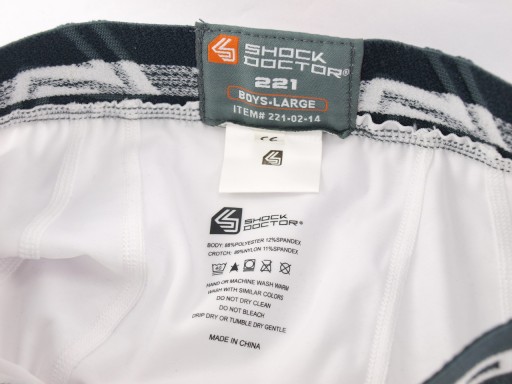 SHOCK
DOCTOR®
221
BOYS-LARGE
ITEM# 221-02-14
SHOCK
DOCTOR®
BODY: 88%POLYESTER 12%SPANDEX
CROTCH: 89%NYLON 11%SPANDEX
HAND OR MACHINE WASH WARM
WASH WITH SIMILAR COLORS
DO NOT DRY CLEAN
DO NOT BLEACH
DRIP DRY OR TUMBLE DRY GENTLE
MADE IN CHINA